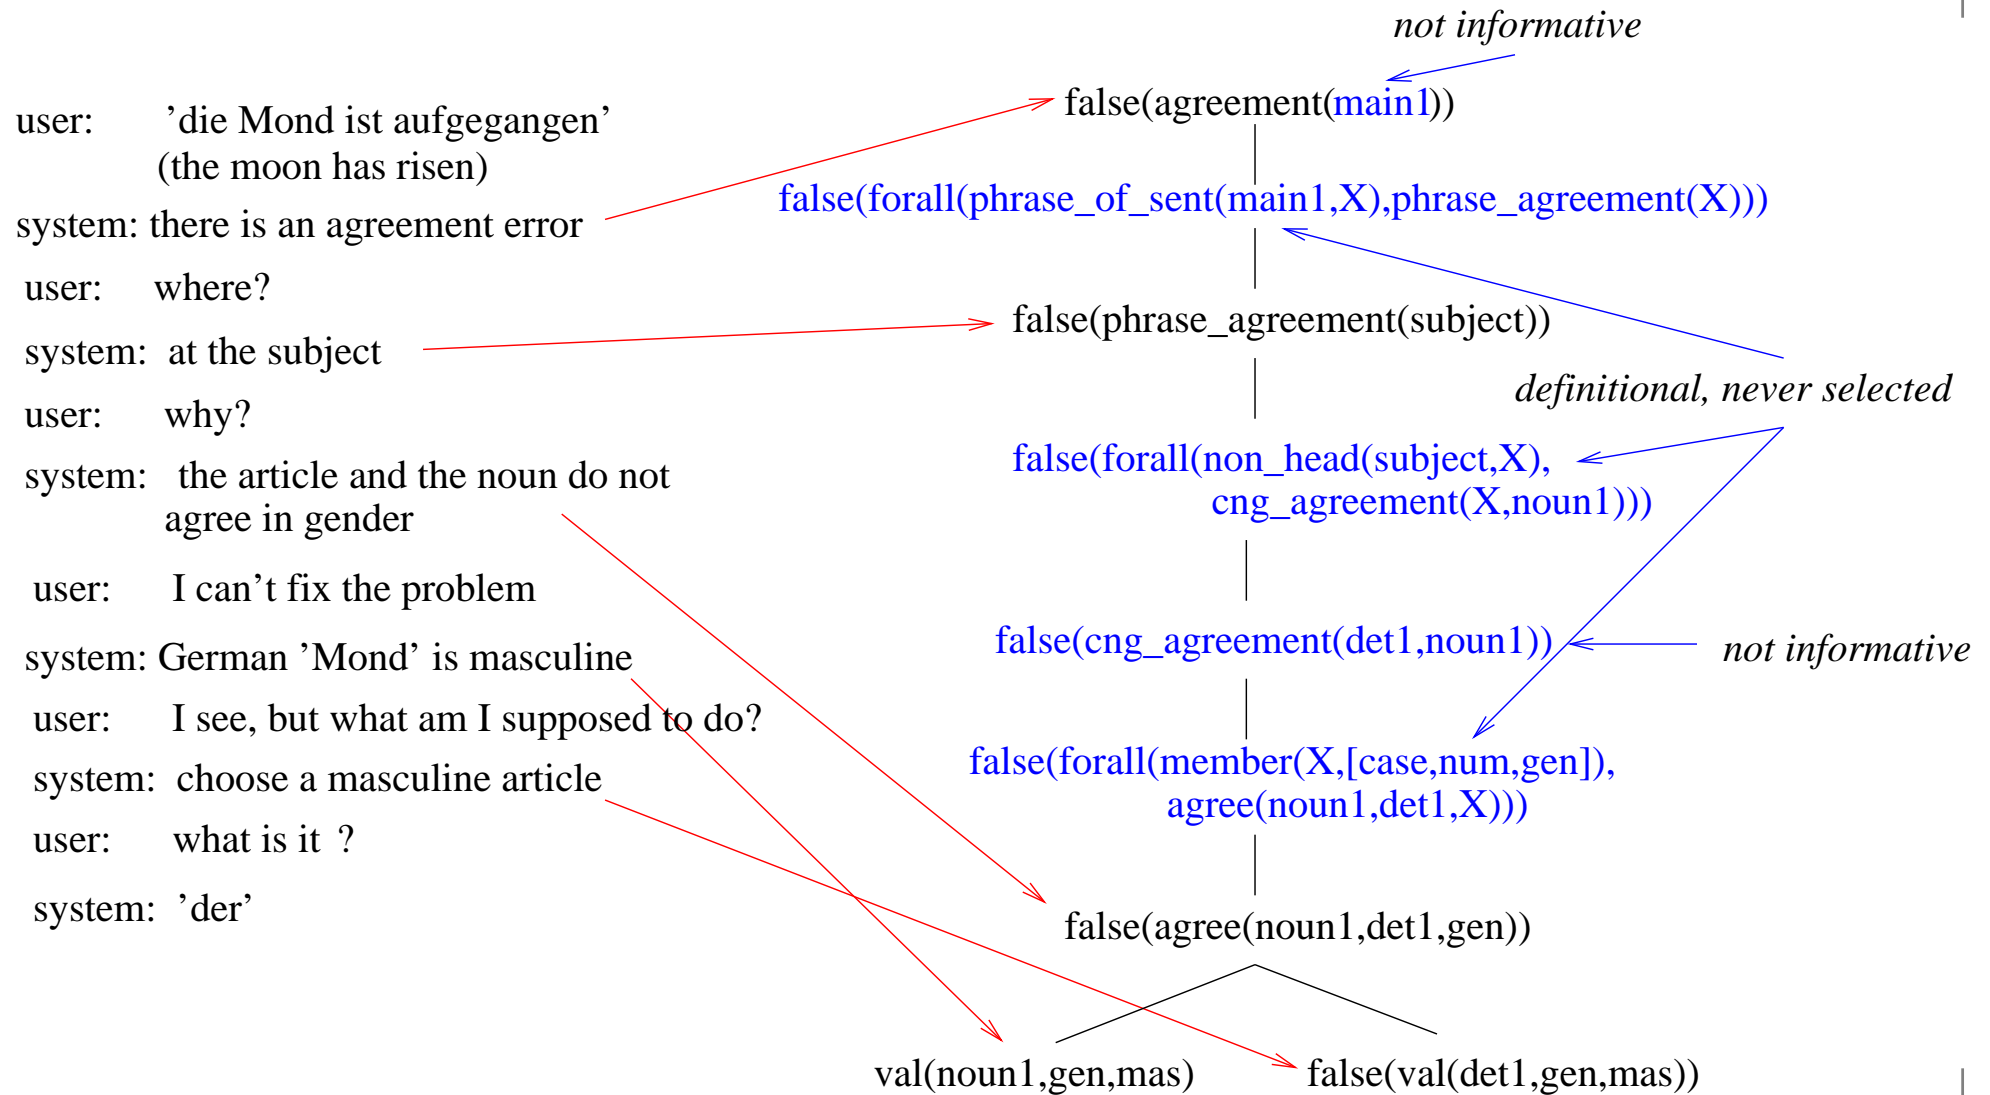 not informative
user: ’die Mond ist aufgegangen’
(the moon has risen)
system: there is an agreement error
user: where?
system: at the subject
user: why?
system: the article and the noun do not
agree in gender
user: I can’t fix the problem
system: German ’Mond’ is masculine
user: I see, but what am I supposed to do?
system: choose a masculine article
user: what is it ?
system: ’der’
false(agreement(main1))
false(forall(phrase_of_sent(main1,X),phrase_agreement(X)))
false(phrase_agreement(subject))
definitional, never selected
false(forall(non_head(subject,X),
cng_agreement(X,noun1)))
false(cng_agreement(det1,noun1))
not informative
false(forall(member(X,[case,num,gen]),
agree(noun1,det1,X)))
false(agree(noun1,det1,gen))
val(noun1,gen,mas)
false(val(det1,gen,mas))